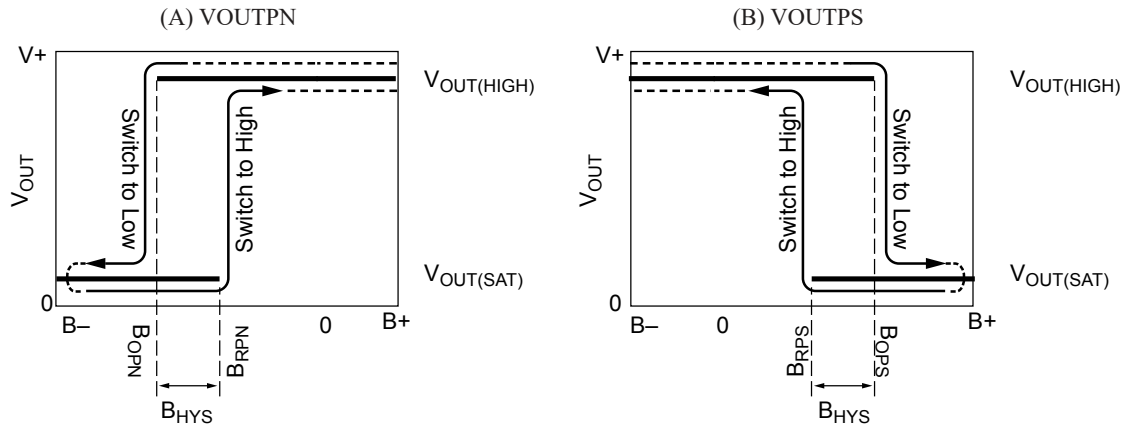 (A) VOUTPN
V+
Switch to Low
Switch to High
VOUT
VOUT(HIGH)
VOUT(SAT)
0
B–
0
B+
BOPN
BRPN
BHYS
(B) VOUTPS
V+
Switch to High
Switch to Low
VOUT
VOUT(HIGH)
VOUT(SAT)
0
B–
0
B+
BRPS
BOPS
BHYS